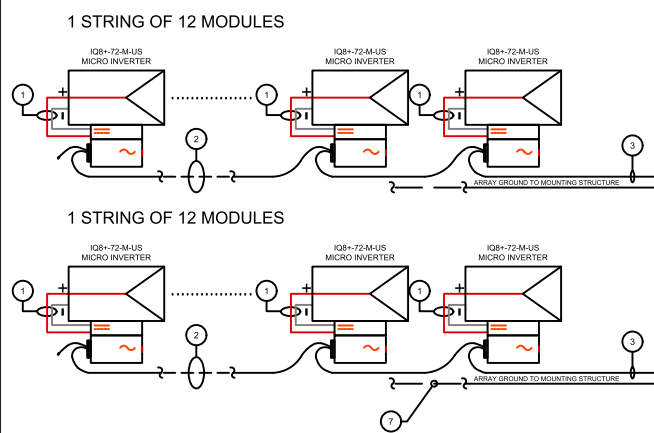 1 STRING OF 12 MODULES
IQ8+-72-M-US
MICRO INVERTER
IQ8+-72-M-US
MICRO INVERTER
IQ8+-72-M-US
MICRO INVERTER
1
+
-
1
+
-
1
+
-
2
3
ARRAY GROUND TO MOUNTING STRUCTURE
1 STRING OF 12 MODULES
IQ8+-72-M-US
MICRO INVERTER
IQ8+-72-M-US
MICRO INVERTER
IQ8+-72-M-US
MICRO INVERTER
1
+
-
1
+
-
1
+
-
2
3
ARRAY GROUND TO MOUNTING STRUCTURE
7